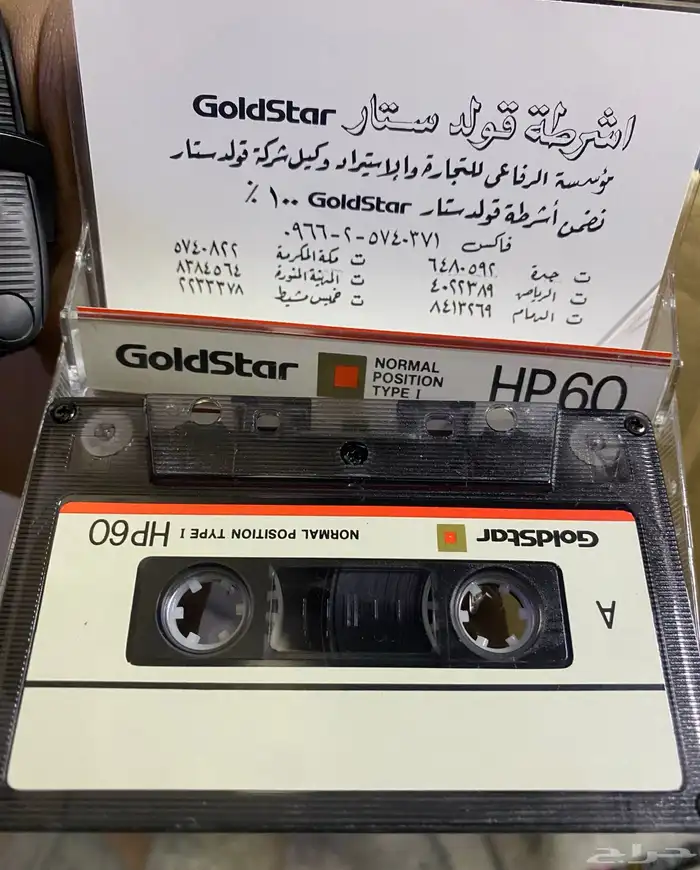 اشرطة قولد ستار GoldStar
مؤسسة الرفاعي للتجارة والإستيراد وكيل شركة قولد ستار
تضمن أشرطة قولد ستار GoldStar ١٠٠ ٪
فاكس ٠٩٦٦-٢-٥٧٤٠٣٧١
ت جدة ٦٤٨٠٥٩٢ ت مكة المكرمة ٥٧٤٠٨٢٢
ت الرياض ٤٠٢٢٣٨٩ ت المدينة المنورة ٨٣٨٤٥٦٤
ت الدمام ٨٤١٣٢٦٩ ت خميس مشيط ٢٢٣٣٣٧٨
GoldStar NORMAL POSITION TYPE I HP60
GoldStar NORMAL POSITION TYPE I HP60
A
حراج